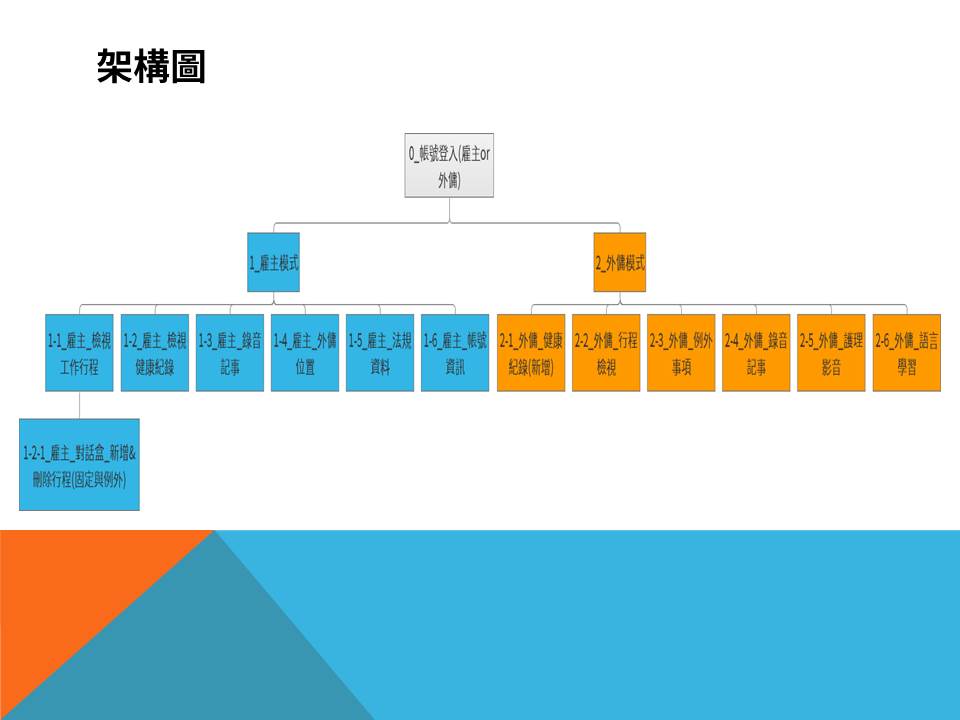 架構圖
0_帳號登入(雇主or
外傭)
1_雇主模式
2_外傭模式
1-1_雇主_檢視
工作行程
1-2_雇主_檢視
健康紀錄
1-3_雇主_錄音
記事
1-4_雇主_外傭
位置
1-5_雇主_法規
資料
1-6_雇主_帳號
資訊
2-1_外傭_健康
紀錄(新增)
2-2_外傭_行程
檢視
2-3_外傭_例外
事項
2-4_外傭_錄音
記事
2-5_外傭_護理
影音
2-6_外傭_語言
學習
1-2-1_雇主_對話盒_新增&
刪除行程(固定與例外)